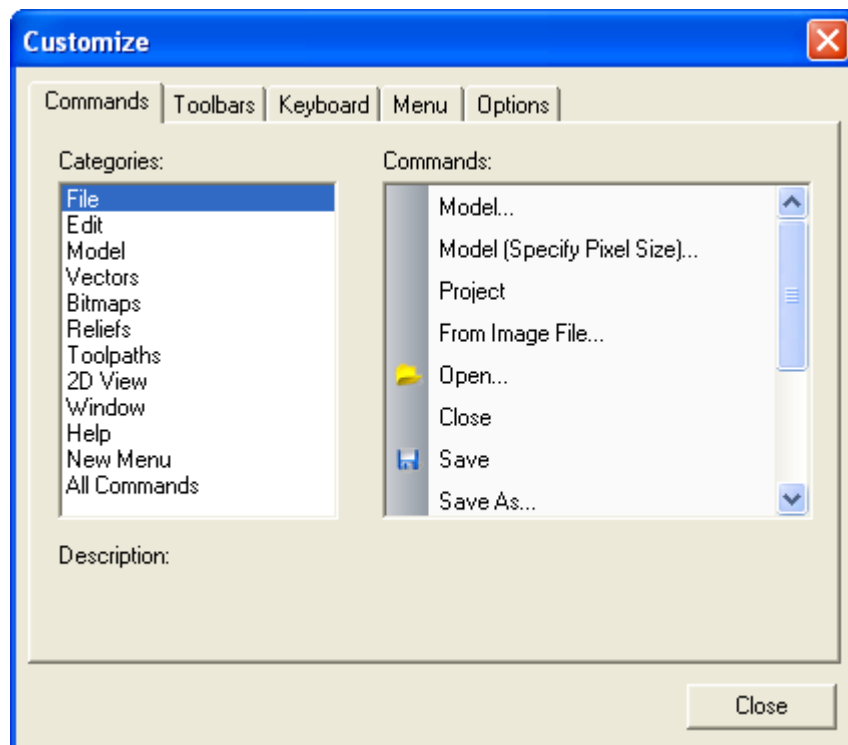 Customize
Commands Toolbars Keyboard Menu Options
Categories: Commands:
File
Edit
Model
Vectors
Bitmaps
Reliefs
Toolpaths
2D View
Window
Help
New Menu
All Commands
Model...
Model (Specify Pixel Size)...
Project
From Image File...
Open...
Close
Save
Save As...
Description:
Close